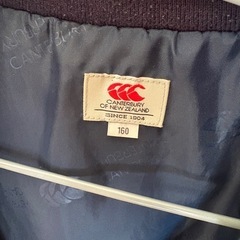 CANTERBURY
OF NEW ZEALAND
SINCE 1904
160